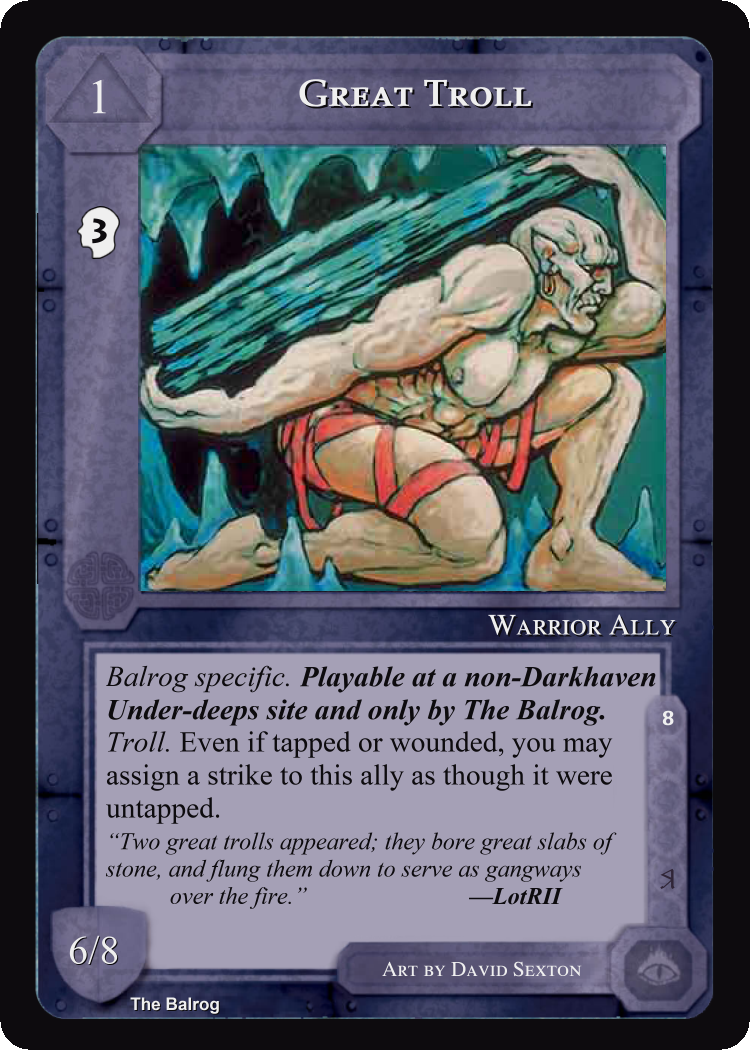 1
Great Troll
3
Warrior Ally
Balrog specific. Playable at a non-Darkhaven
Under-deeps site and only by The Balrog.
Troll. Even if tapped or wounded, you may
assign a strike to this ally as though it were
untapped.
8
“Two great trolls appeared; they bore great slabs of
stone, and flung them down to serve as gangways
over the fire.” —LotRII
6/8
Art by David Sexton
The Balrog